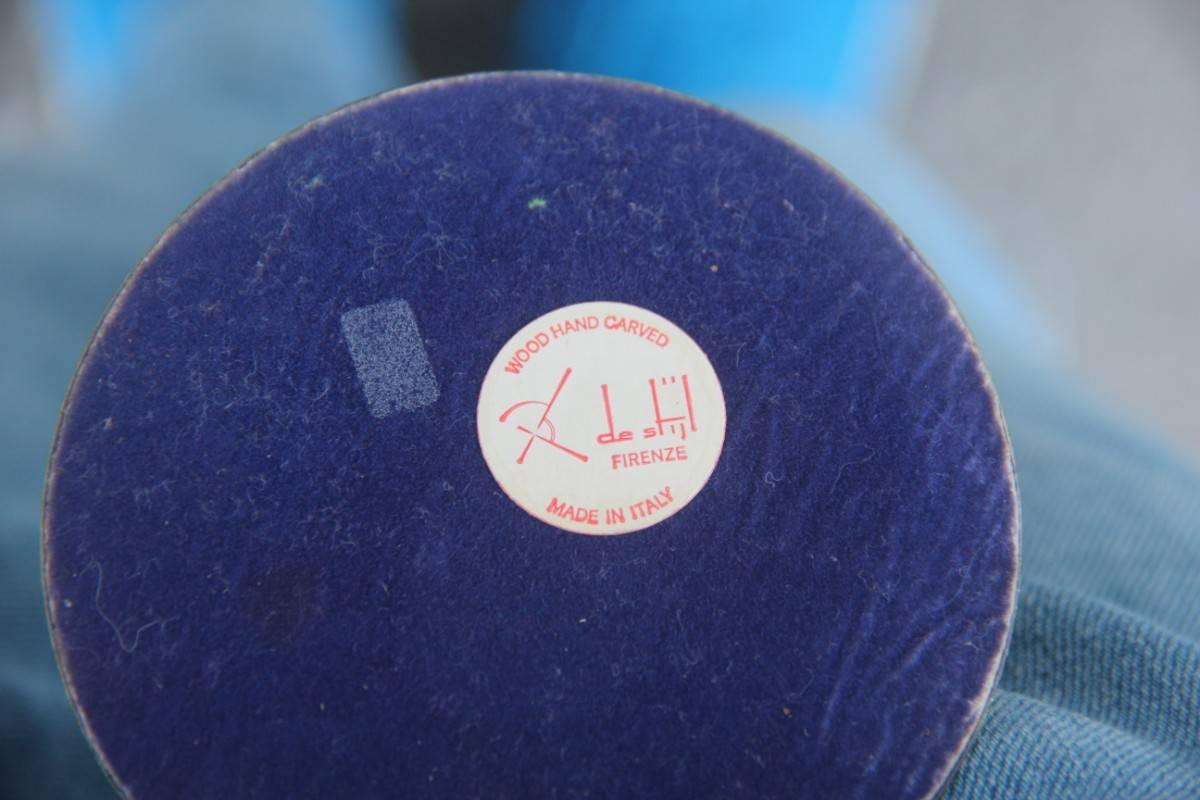 WOOD HAND CARVED
de stijl
FIRENZE
MADE IN ITALY